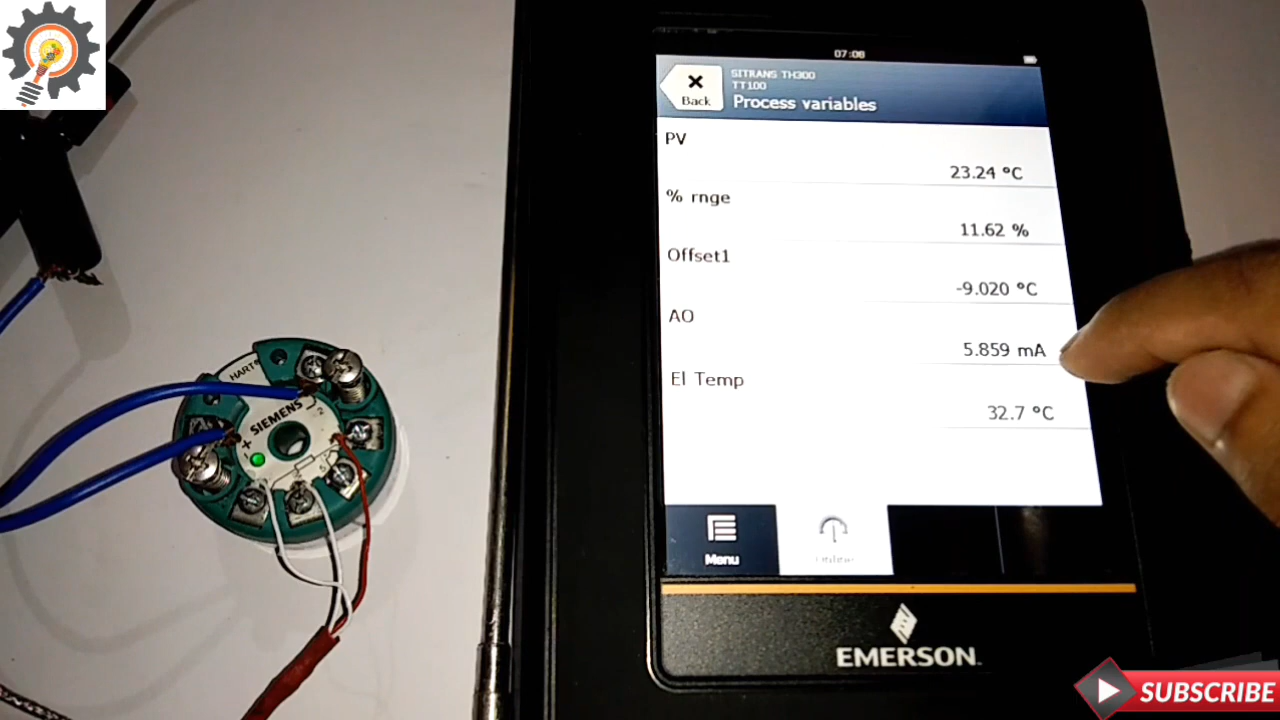 07:08
Back
SITRANS TH300
TT100
Process variables
PV
23.24 °C
% rnge
11.62 %
Offset1
-9.020 °C
AO
5.859 mA
El Temp
32.7 °C
Menu
Online
EMERSON
HART
SIEMENS
+
-
SUBSCRIBE